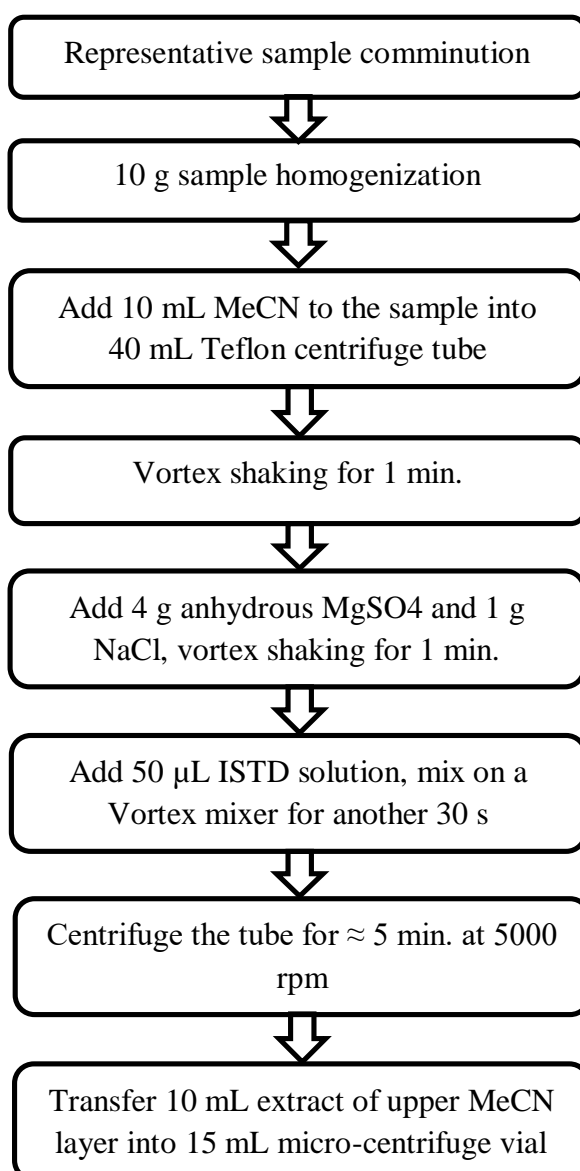 Representative sample comminution
10 g sample homogenization
Add 10 mL MeCN to the sample into
40 mL Teflon centrifuge tube
Vortex shaking for 1 min.
Add 4 g anhydrous MgSO4 and 1 g
NaCl, vortex shaking for 1 min.
Add 50 µL ISTD solution, mix on a
Vortex mixer for another 30 s
Centrifuge the tube for ≈ 5 min. at 5000
rpm
Transfer 10 mL extract of upper MeCN
layer into 15 mL micro-centrifuge vial